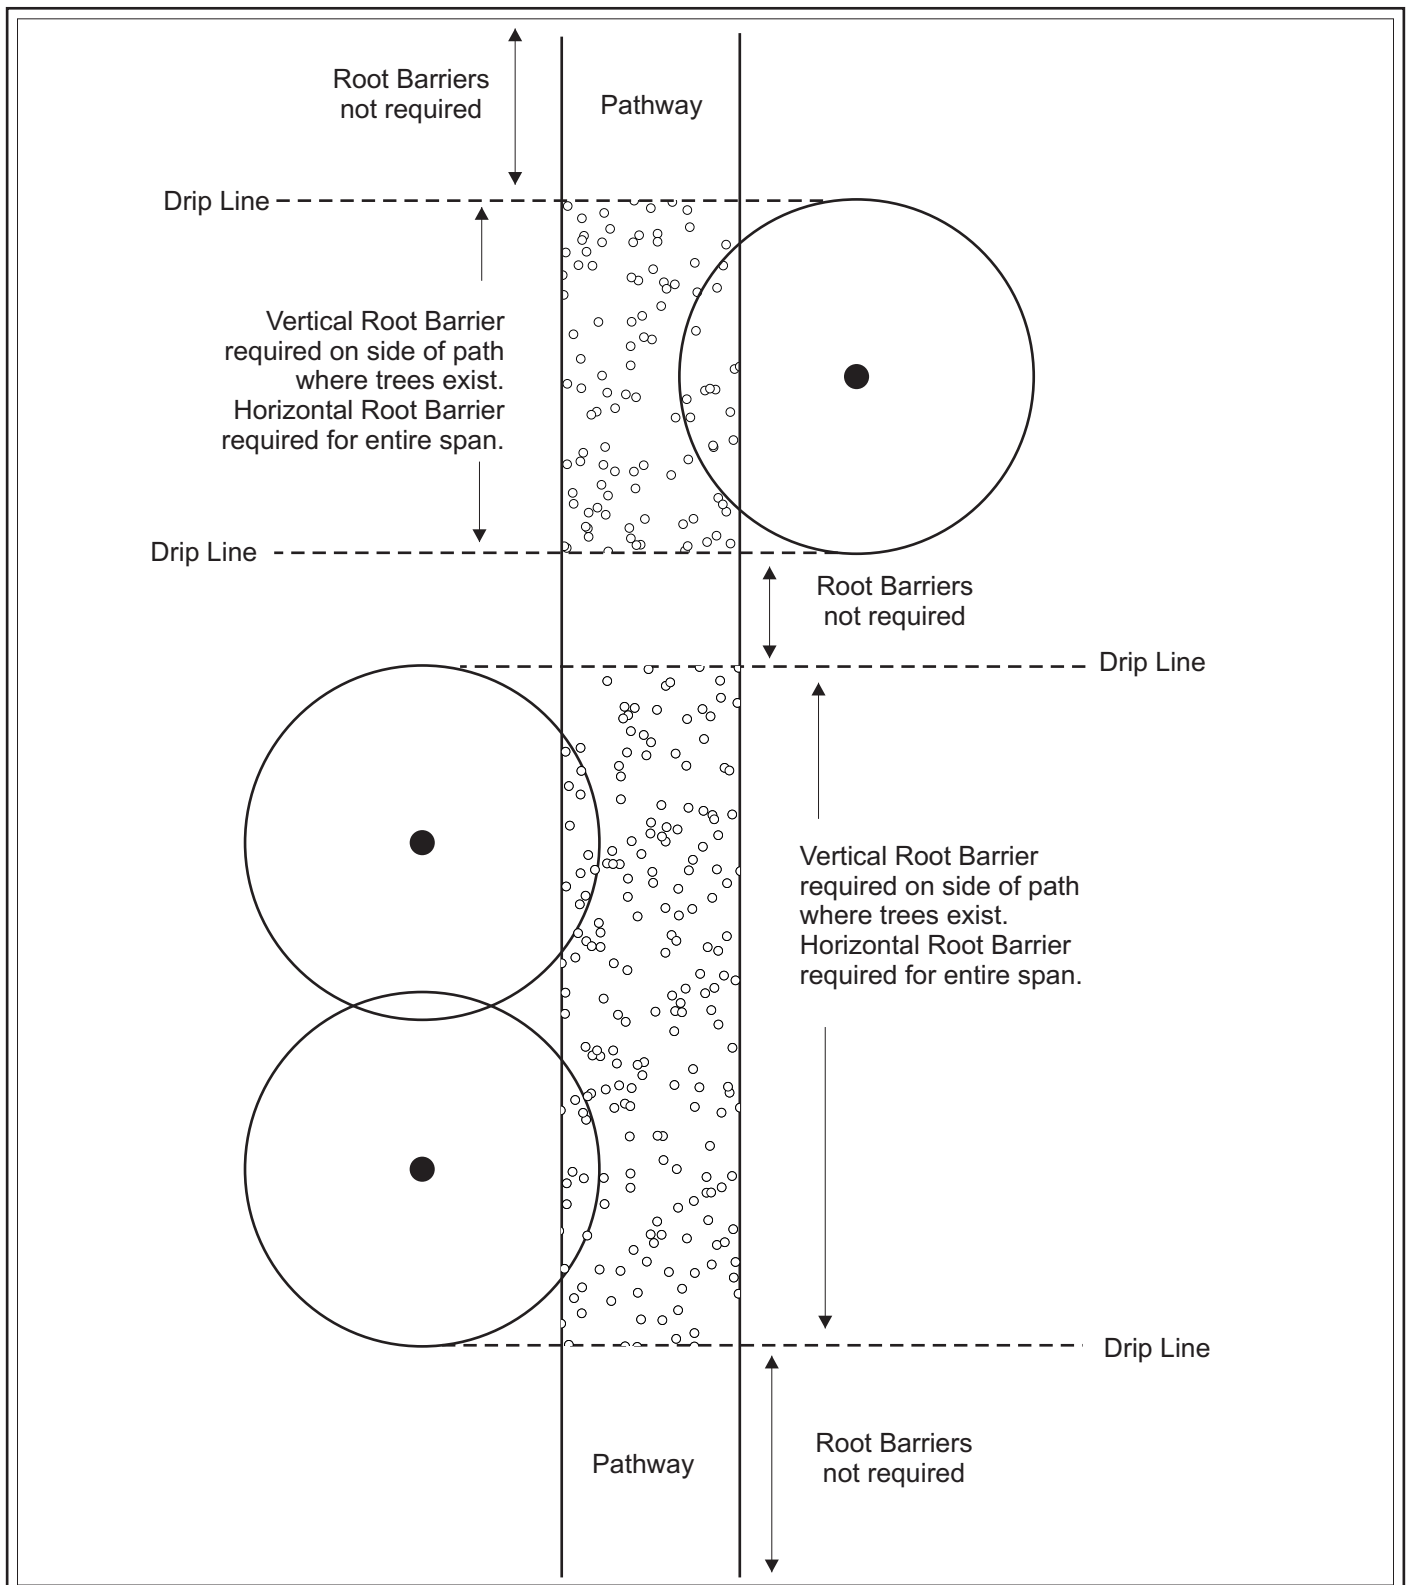 Root Barriers
not required
Pathway
Drip Line
Vertical Root Barrier
required on side of path
where trees exist.
Horizontal Root Barrier
required for entire span.
Drip Line
Root Barriers
not required
Drip Line
Vertical Root Barrier
required on side of path
where trees exist.
Horizontal Root Barrier
required for entire span.
Drip Line
Root Barriers
not required
Pathway